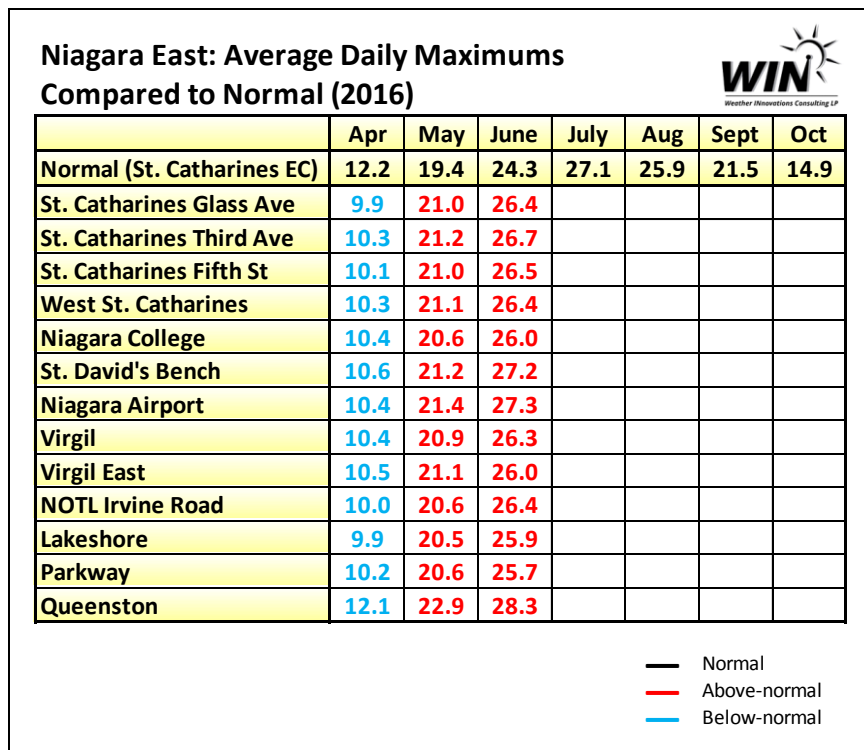 Niagara East: Average Daily Maximums
Compared to Normal (2016)
WIN
Weather INnovations Consulting LP
Apr May June July Aug Sept Oct
Normal (St. Catharines EC) 12.2 19.4 24.3 27.1 25.9 21.5 14.9
St. Catharines Glass Ave 9.9 21.0 26.4
St. Catharines Third Ave 10.3 21.2 26.7
St. Catharines Fifth St 10.1 21.0 26.5
West St. Catharines 10.3 21.1 26.4
Niagara College 10.4 20.6 26.0
St. David's Bench 10.6 21.2 27.2
Niagara Airport 10.4 21.4 27.3
Virgil 10.4 20.9 26.3
Virgil East 10.5 21.1 26.0
NOTL Irvine Road 10.0 20.6 26.4
Lakeshore 9.9 20.5 25.9
Parkway 10.2 20.6 25.7
Queenston 12.1 22.9 28.3
Normal
Above-normal
Below-normal